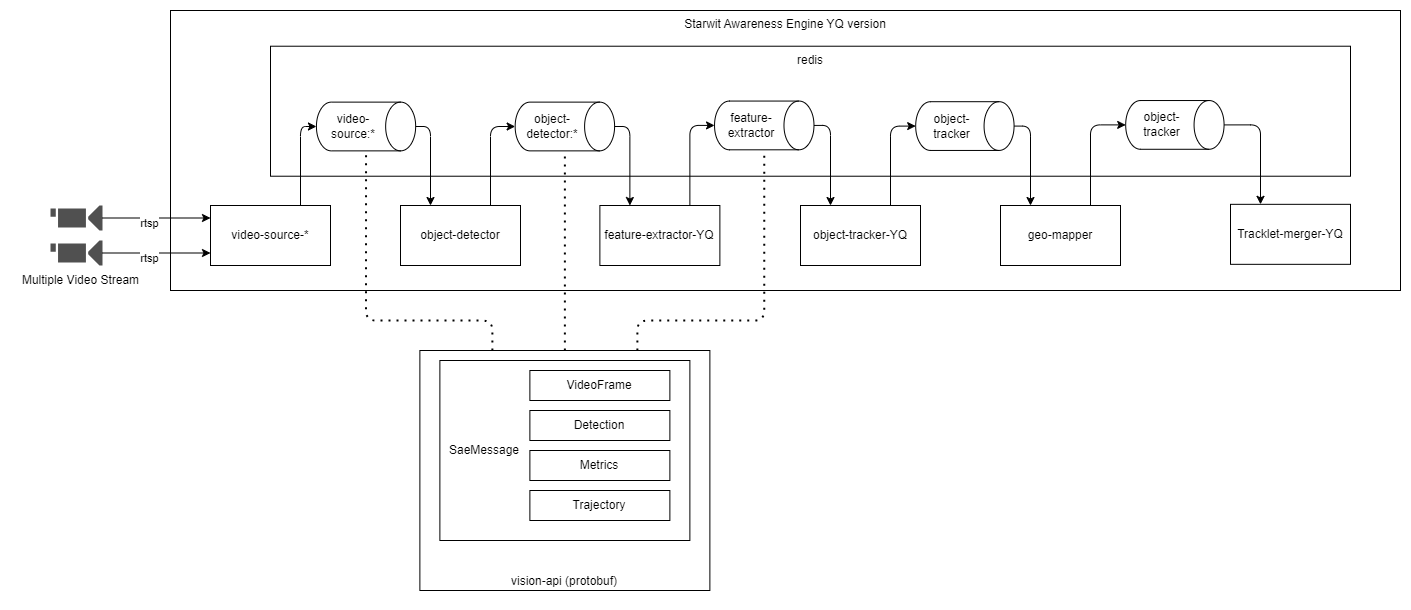 Starwit Awareness Engine YQ version
redis
video-
source:*
object-
detector:*
feature-
extractor
object-
tracker
object-
tracker
rtsp
rtsp
Multiple Video Stream
video-source-*
object-detector
feature-extractor-YQ
object-tracker-YQ
geo-mapper
Tracklet-merger-YQ
VideoFrame
Detection
SaeMessage
Metrics
Trajectory
vision-api (protobuf)